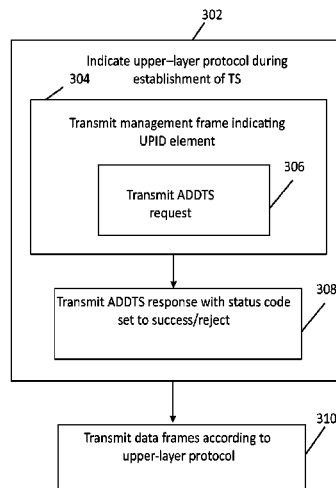 302
Indicate upper–layer protocol during
establishment of TS
304
Transmit management frame indicating
UPID element
306
Transmit ADDTS
request
Transmit ADDTS response with status code
set to success/reject
308
310
Transmit data frames according to
upper-layer protocol